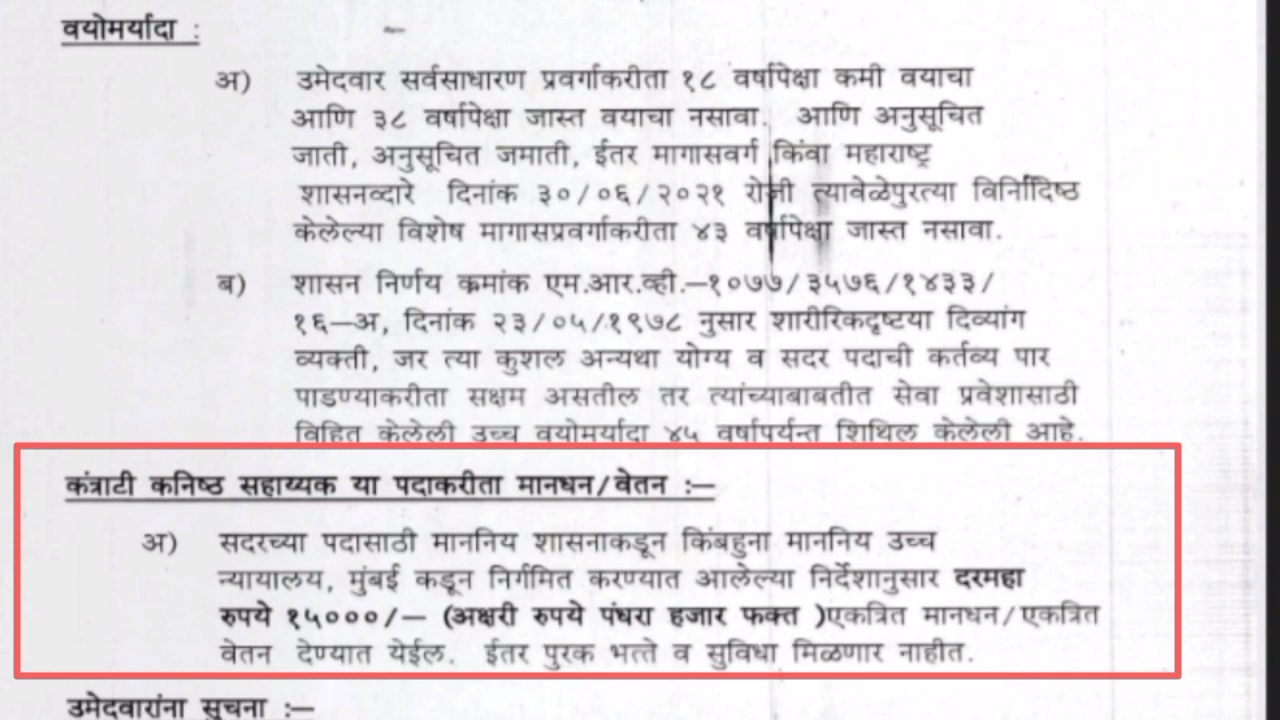 वयोमर्यादा :
अ) उमेदवार सर्वसाधारण प्रवर्गाकरीता १८ वर्षापेक्षा कमी वयाचा
आणि ३८ वर्षापेक्षा जास्त वयाचा नसावा. आणि अनुसूचित
जाती, अनुसूचित जमाती, ईतर मागासवर्ग किंवा महाराष्ट्र
शासनव्दारे दिनांक ३०/०६/२०२१ रोजी त्यावेळेपुरत्या विर्निादिष्ठ
केलेल्या विशेष मागासप्रवर्गाकरीता ४३ वर्षापेक्षा जास्त नसावा.
ब) शासन निर्णय क्रमांक एम.आर.व्ही.—१०७७/३५७६/१४३३/
१६—अ, दिनांक २३/०५/१९७८ नुसार शारीरिकदृष्टया दिव्यांग
व्यक्ती, जर त्या कुशल अन्यथा योग्य व सदर पदाची कर्तव्य पार
पाडण्याकरीता सक्षम असतील तर त्यांच्याबाबतीत सेवा प्रवेशासाठी
विहित केलेली उच्च वयोमर्यादा ४५ वर्षापर्यन्त शिथिल केलेली आहे.
कंत्राटी कनिष्ठ सहाय्यक या पदाकरीता मानधन/वेतन :—
अ) सदरच्या पदासाठी माननिय शासनाकडून किंबहुना माननिय उच्च
न्यायालय, मुंबई कडून निर्गमित करण्यात आलेल्या निर्देशानुसार दरमहा
रुपये १५०००/— (अक्षरी रुपये पंधरा हजार फक्त )एकत्रित मानधन/एकत्रित
वेतन देण्यात येईल. ईतर पुरक भत्ते व सुविधा मिळणार नाहीत.
उमेदवारांना सूचना :—